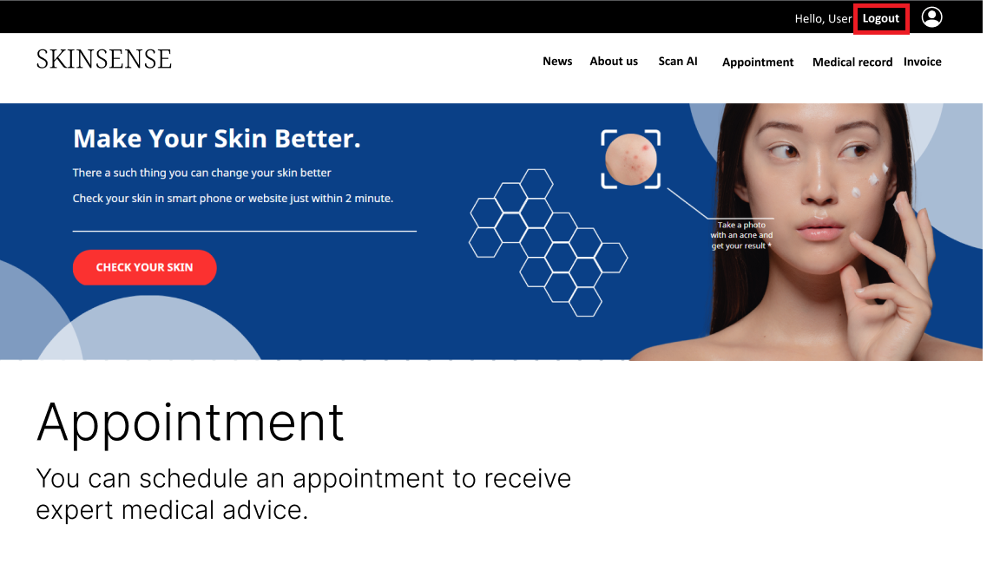 Hello, User Logout
SKINSENSE
News About us Scan AI Appointment Medical record Invoice
Make Your Skin Better.
There a such thing you can change your skin better
Check your skin in smart phone or website just within 2 minute.
CHECK YOUR SKIN
Take a photo
with an acne and
get your result *
Appointment
You can schedule an appointment to receive
expert medical advice.